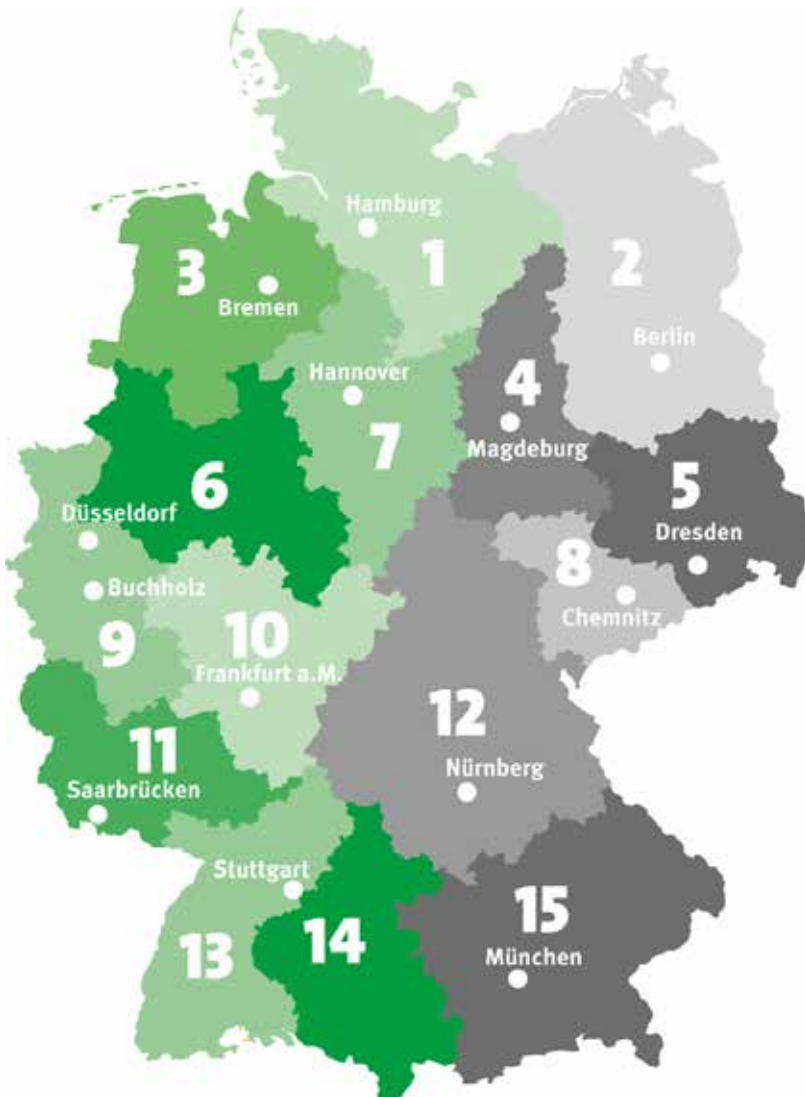 Hamburg
1
2
3
Bremen
Berlin
Hannover
4
Magdeburg
7
6
5
Düsseldorf
Dresden
8
Buchholz
Chemnitz
10
9
Frankfurt a.M.
12
11
Nürnberg
Saarbrücken
Stuttgart
15
14
13
München